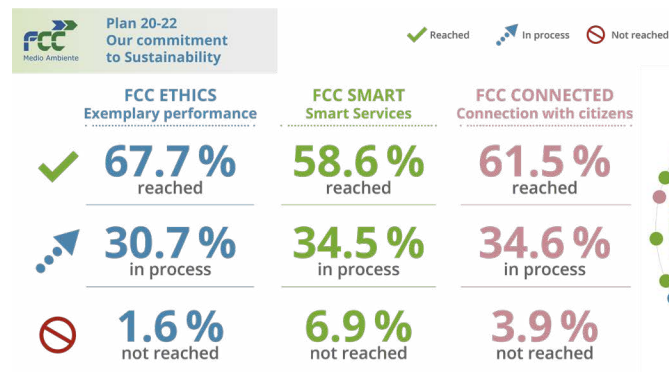 FCC
Medio Ambiente
Plan 20-22
Our commitment
to Sustainability
Reached
In process
Not reached
FCC ETHICS
Exemplary performance
FCC SMART
Smart Services
FCC CONNECTED
Connection with citizens
67.7 %
reached
58.6 %
reached
61.5 %
reached
30.7 %
in process
34.5 %
in process
34.6 %
in process
1.6 %
not reached
6.9 %
not reached
3.9 %
not reached